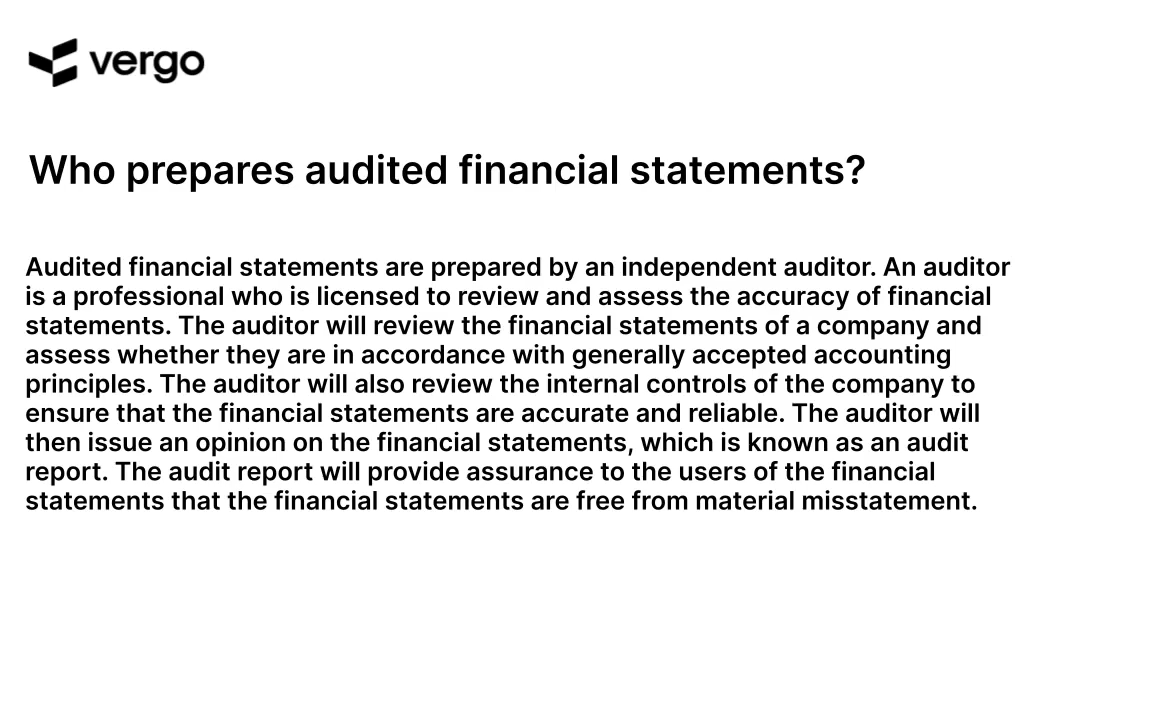 vergo
Who prepares audited financial statements?
Audited financial statements are prepared by an independent auditor. An auditor
is a professional who is licensed to review and assess the accuracy of financial
statements. The auditor will review the financial statements of a company and
assess whether they are in accordance with generally accepted accounting
principles. The auditor will also review the internal controls of the company to
ensure that the financial statements are accurate and reliable. The auditor will
then issue an opinion on the financial statements, which is known as an audit
report. The audit report will provide assurance to the users of the financial
statements that the financial statements are free from material misstatement.